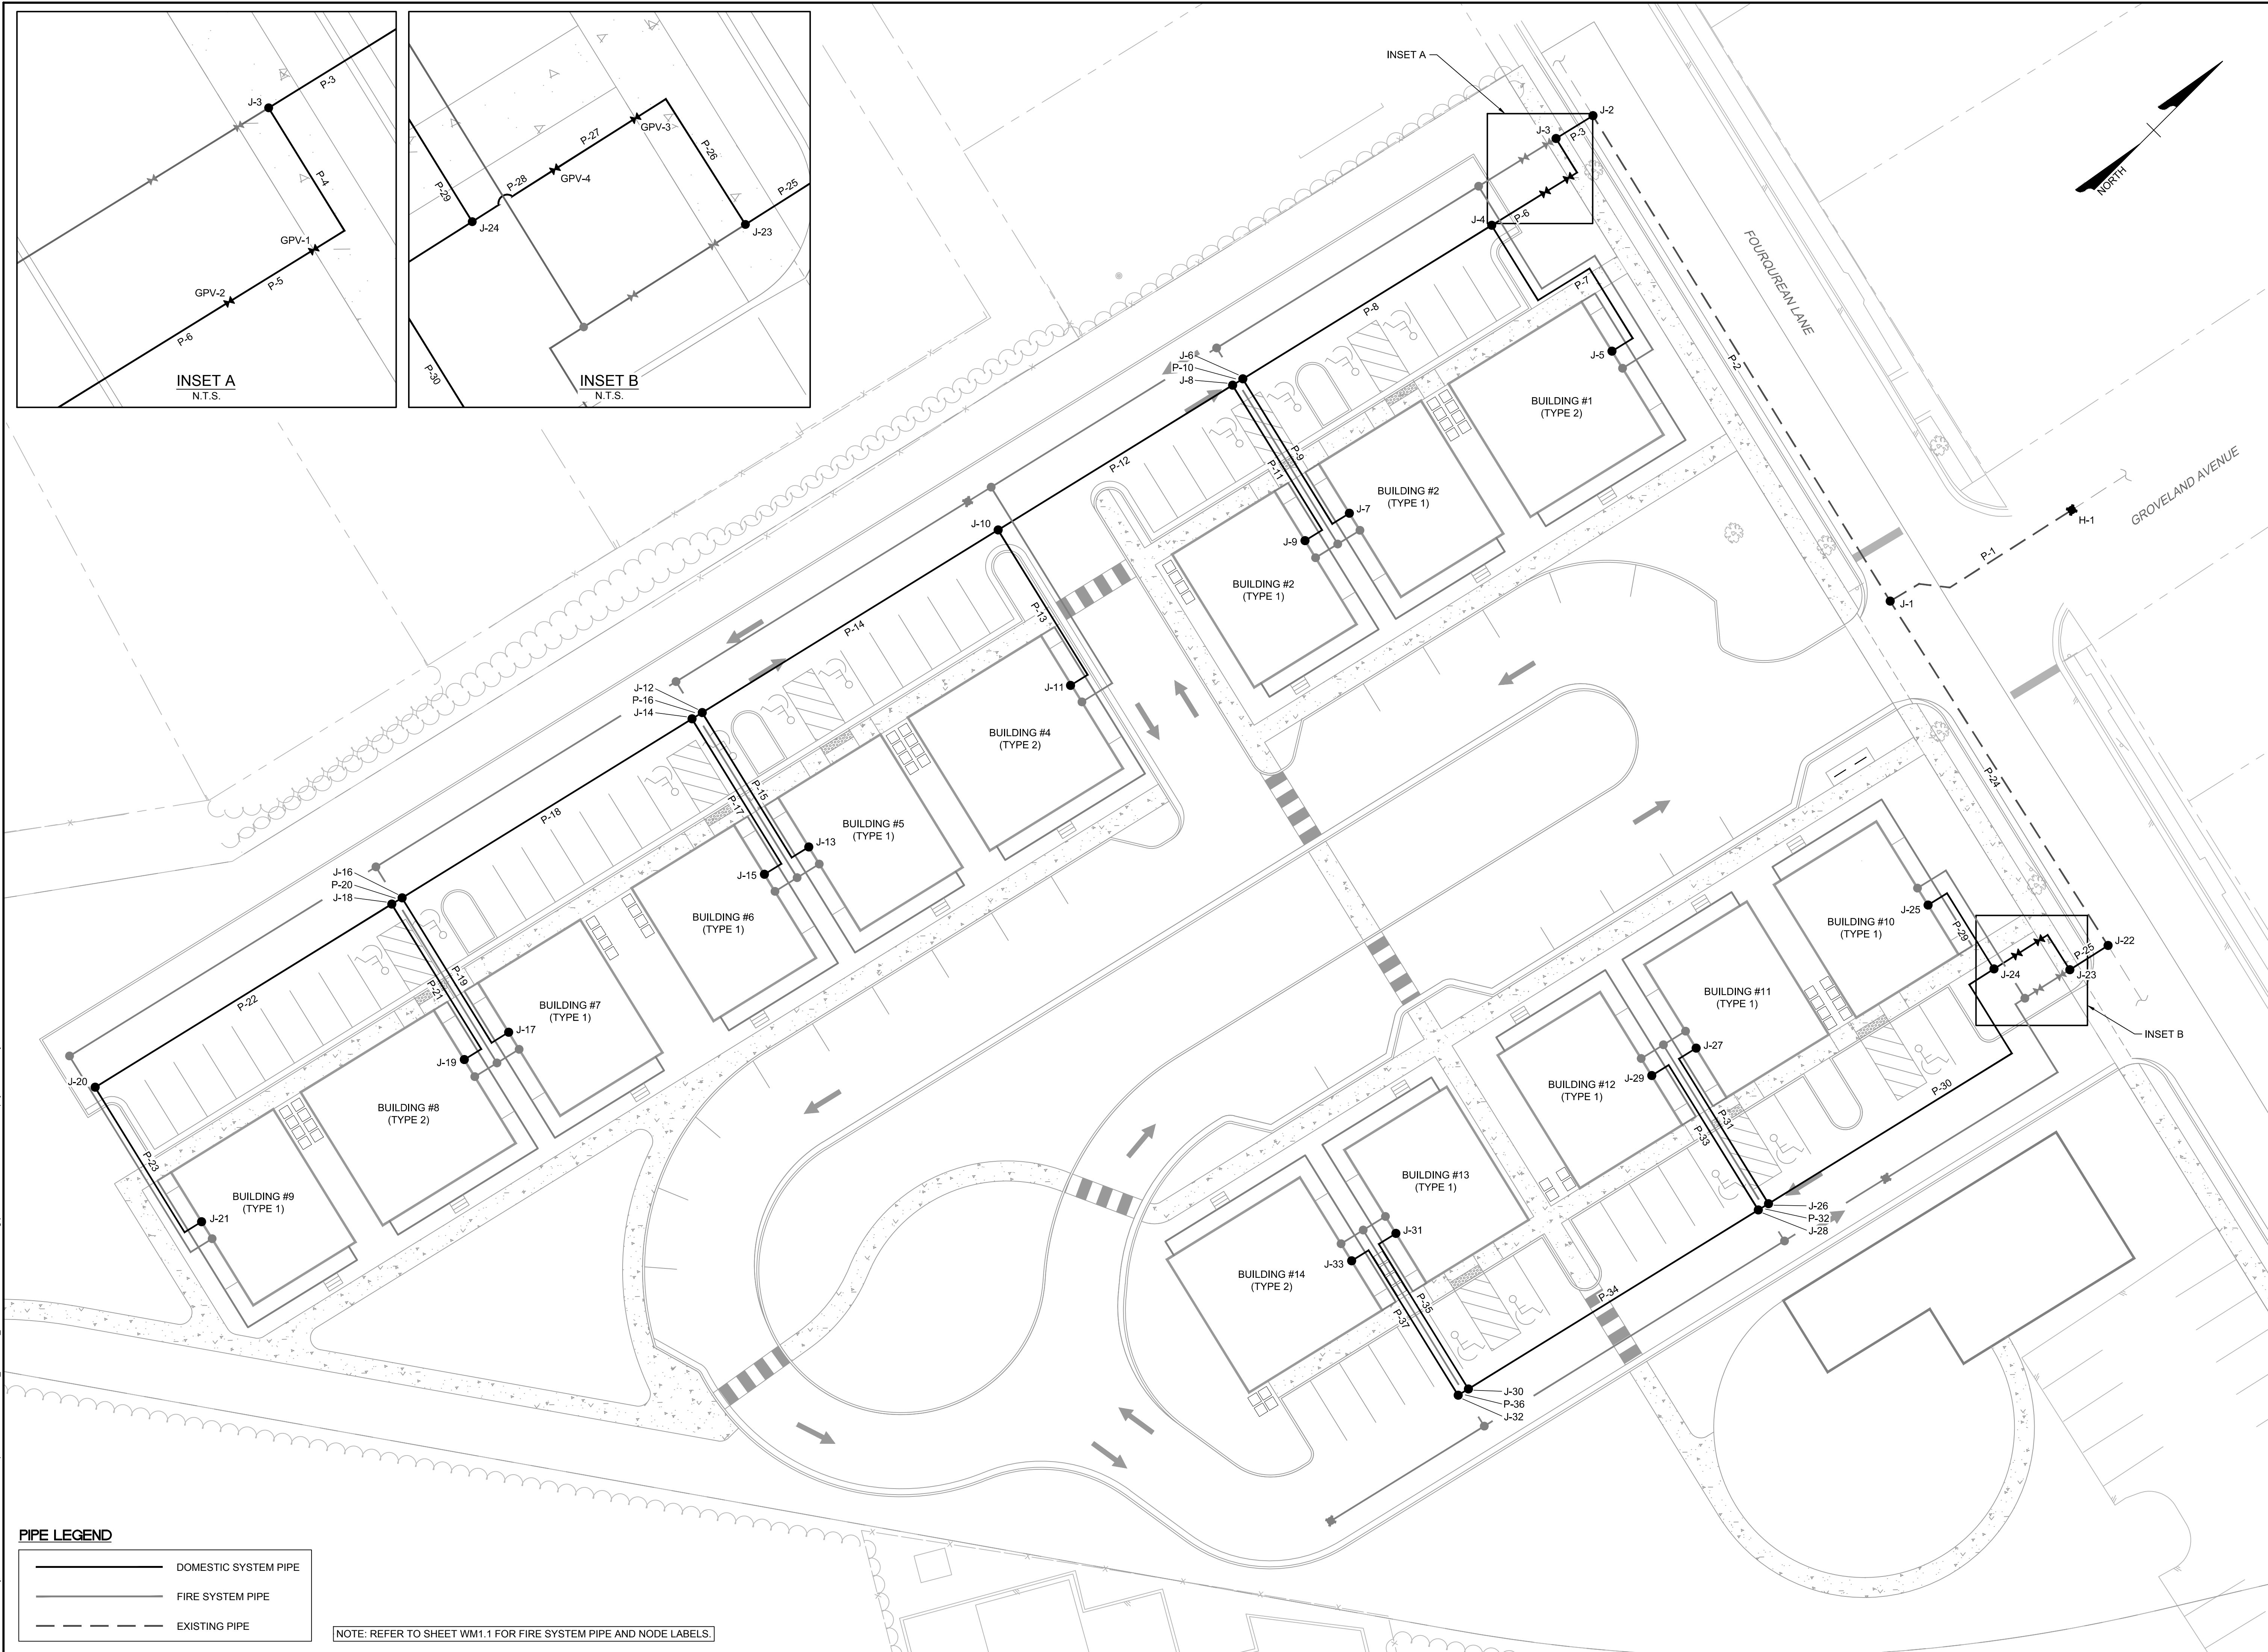 P-3
J-3
P-4
GPV-1
GPV-2
P-5
P-6
INSET A
N.T.S.
GPV-3
P-27
P-26
GPV-4
P-28
P-25
P-29
J-24
J-23
P-30
INSET B
N.T.S.
INSET A
J-2
J-3
P-3
NORTH
J-4
P-6
FOURQUREAN LANE
P-7
P-8
J-5
P-2
J-6
P-10
J-8
BUILDING #1
(TYPE 2)
P-9
P-12
P-11
BUILDING #2
(TYPE 1)
GROVELAND AVENUE
J-7
H-1
J-10
J-9
P-1
BUILDING #2
(TYPE 1)
J-1
P-13
P-14
J-11
J-12
P-16
J-14
BUILDING #4
(TYPE 2)
P-24
P-15
P-17
P-18
BUILDING #5
(TYPE 1)
J-13
J-16
P-20
J-18
J-15
BUILDING #6
(TYPE 1)
J-25
BUILDING #10
(TYPE 1)
P-29
J-22
P-25
J-24
J-23
P-19
P-21
P-22
BUILDING #11
(TYPE 1)
BUILDING #7
(TYPE 1)
J-17
INSET B
J-27
J-19
J-29
BUILDING #12
(TYPE 1)
J-20
P-30
BUILDING #8
(TYPE 2)
P-31
P-33
P-23
BUILDING #13
(TYPE 1)
BUILDING #9
(TYPE 1)
J-26
P-32
J-28
J-21
J-31
J-33
BUILDING #14
(TYPE 2)
P-34
P-35
P-37
J-30
P-36
J-32
PIPE LEGEND
DOMESTIC SYSTEM PIPE
FIRE SYSTEM PIPE
EXISTING PIPE
NOTE: REFER TO SHEET WM1.1 FOR FIRE SYSTEM PIPE AND NODE LABELS.